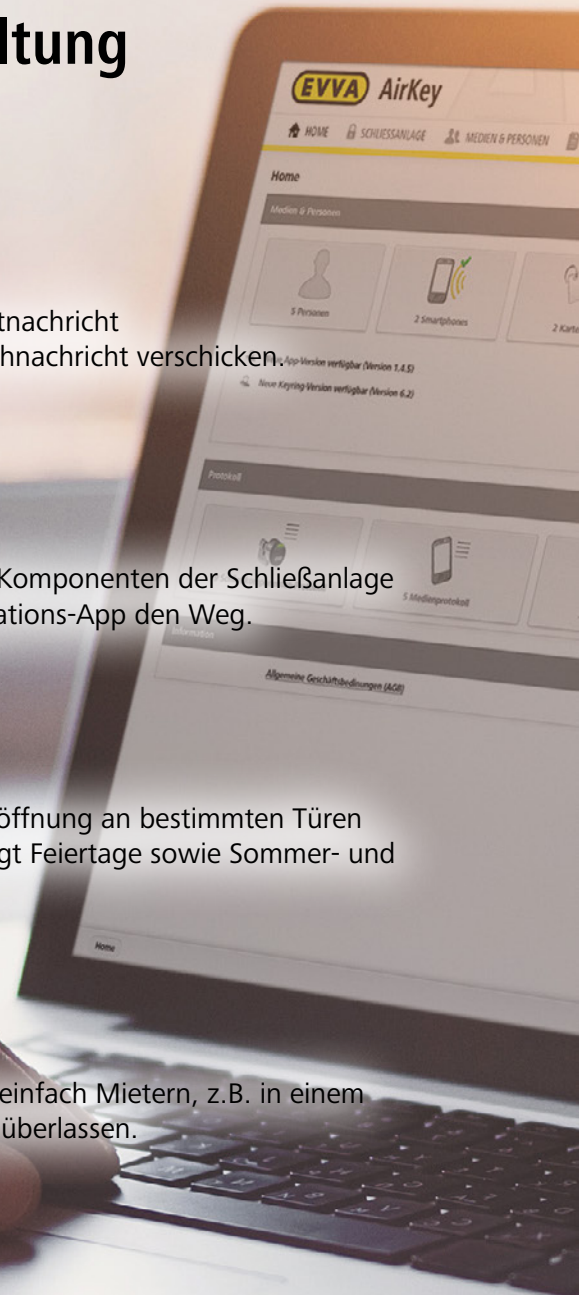 ltung
EVVA AirKey
HOME SCHLIESSANLAGE MEDIEN & PERSONEN
Home
Medien & Personen
5 Personen
2 Smartphones
2 Karte
tnachricht
hnachricht verschicken.
App-Version verfügbar (Version 1.4.5)
Neue Keyring-Version verfügbar (Version 6.2)
Protokoll
Komponenten der Schließanlage
5 Medienprotokoll
ations-App den Weg.
Information
Allgemeine Geschäftsbedingungen (AGB)
öffnung an bestimmten Türen
gt Feiertage sowie Sommer- und
Home
einfach Mietern, z.B. in einem
überlassen.